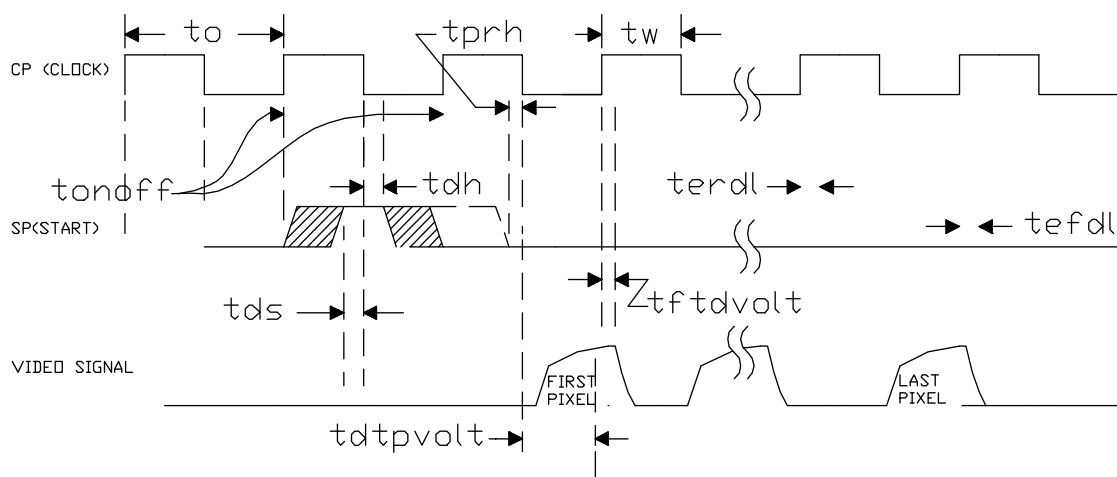 to
tprh
tw
CP (CLOCK)
tonoff
tdh
terdl
SP(START)
tefdl
tds
tftdvolt
VIDEO SIGNAL
FIRST
PIXEL
LAST
PIXEL
tdtpvolt